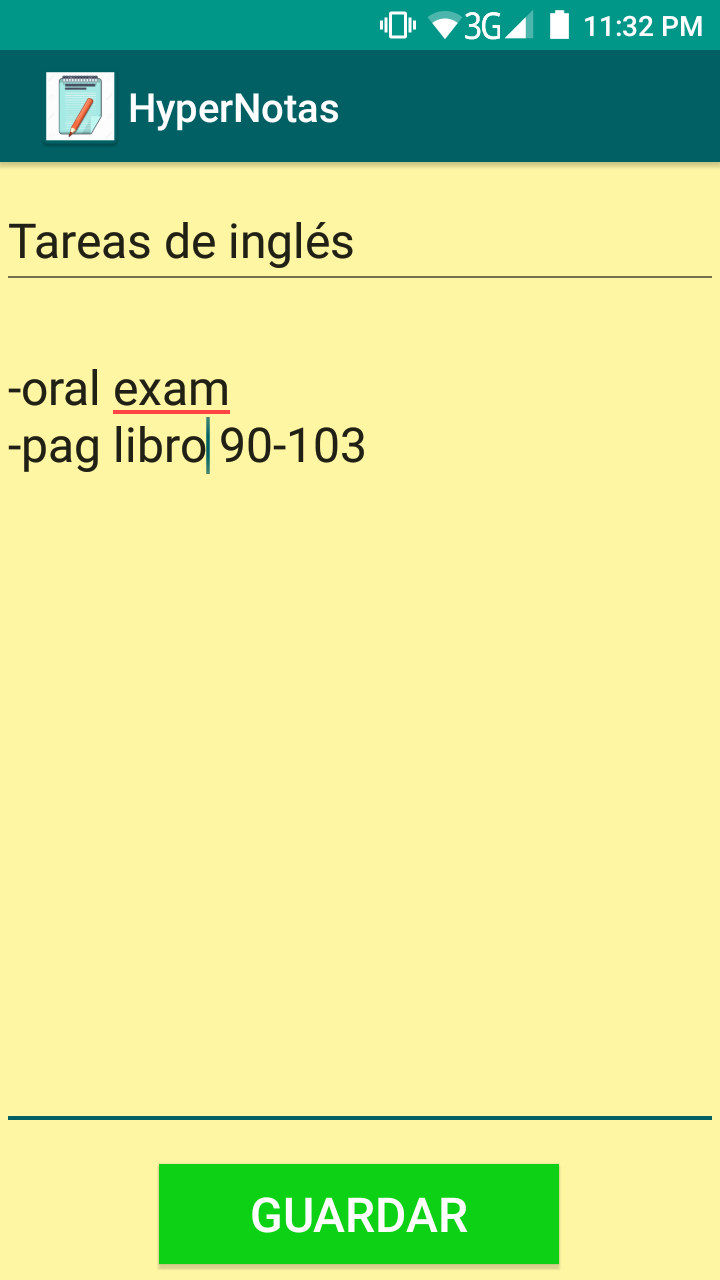 3G 11:32 PM
HyperNotas
Tareas de inglés
-oral exam
-pag libro 90-103
GUARDAR